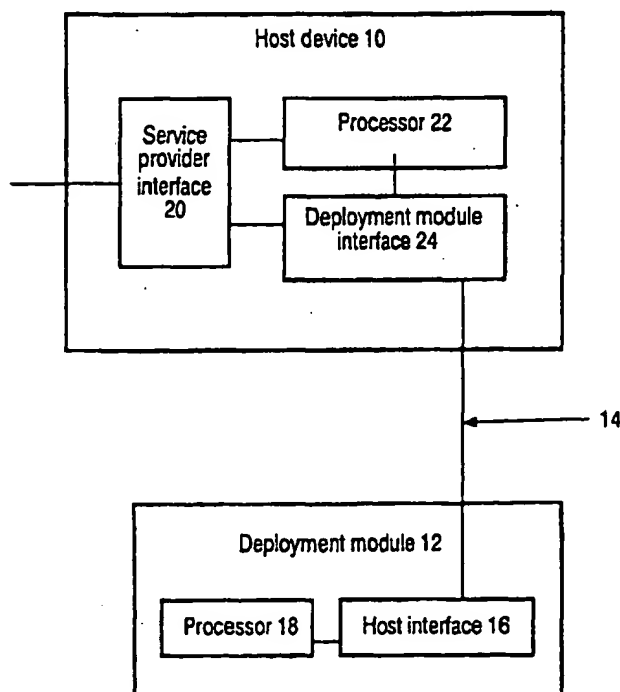 Host device 10
Service
provider
interface
20
Processor 22
Deployment module
interface 24
14
Deployment module 12
Processor 18
Host interface 16